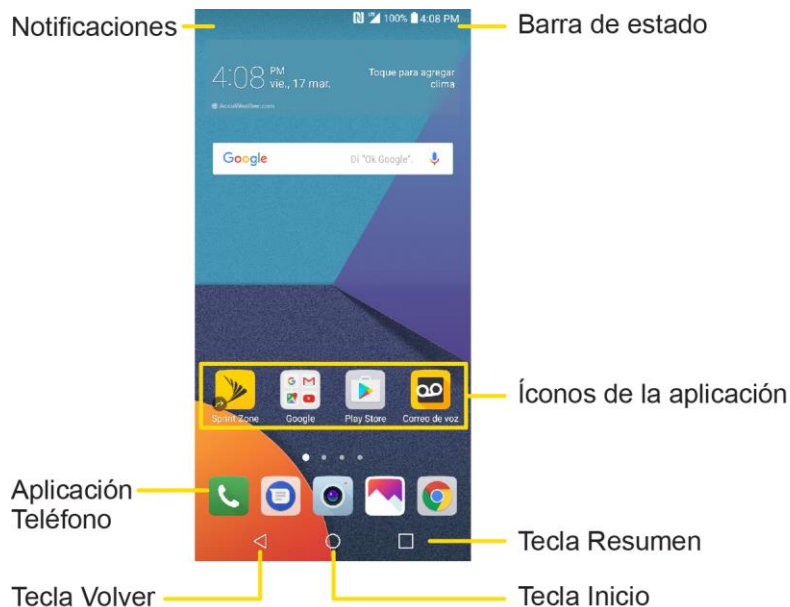 Notificaciones
LTE 100% 4:08 PM
Barra de estado
4:08 PM
vie., 17 mar.
Toque para agregar
clima
AccuWeather.com
Google Di "Ok Google".
Íconos de la aplicación
Sprint Zone Google Play Store Correo de voz
Aplicación
Teléfono
Tecla Resumen
Tecla Volver
Tecla Inicio